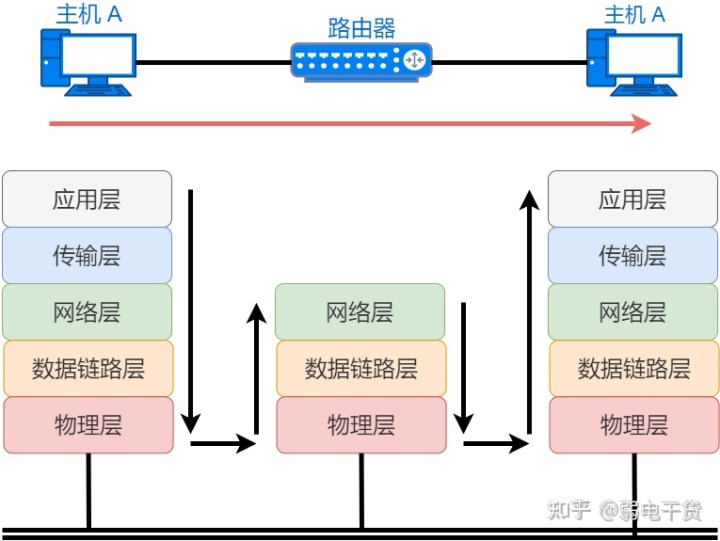 主机 A
路由器
主机 A
应用层
传输层
网络层
数据链路层
物理层
网络层
数据链路层
物理层
应用层
传输层
网络层
数据链路层
物理层
知乎 @弱电干货